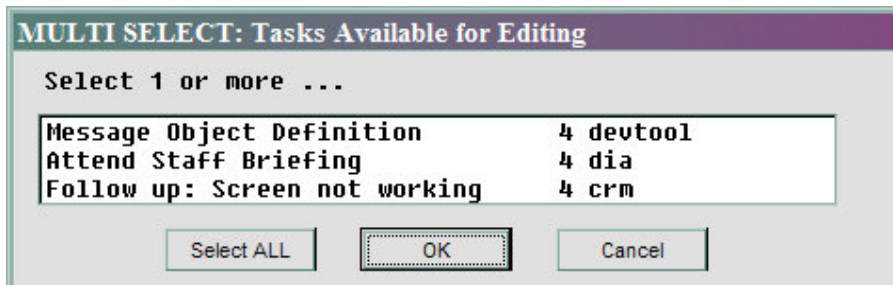 MULTI SELECT: Tasks Available for Editing
Select 1 or more ...
Message Object Definition 4 devtool
Attend Staff Briefing 4 dia
Follow up: Screen not working 4 crm
Select ALL OK Cancel